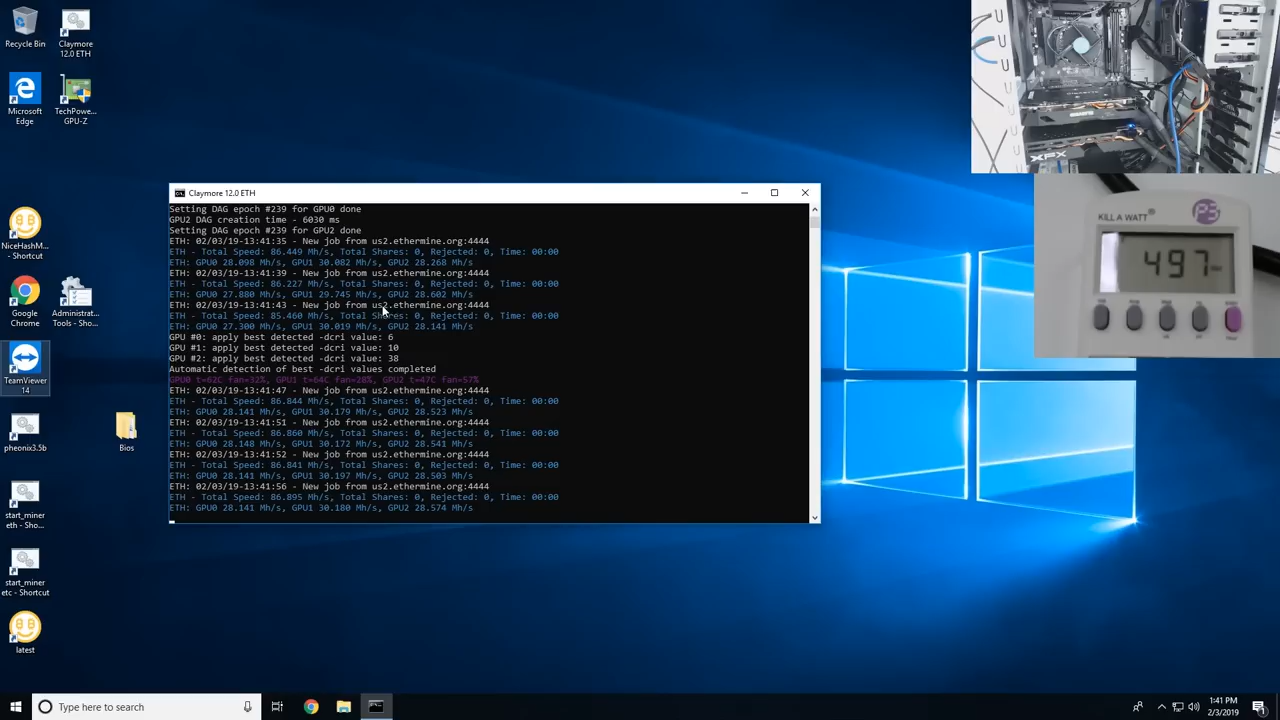 Recycle Bin
Claymore 12.0 ETH
Microsoft Edge
TechPowe... GPU-Z
NiceHashM... - Shortcut
Google Chrome
Administrat... Tools - Sho...
TeamViewer 14
pheonix3.5b
Bios
start_miner eth - Sho...
start_miner etc - Shortcut
latest
Claymore 12.0 ETH
Setting DAG epoch #239 for GPU0 done
GPU2 DAG creation time - 6030 ms
Setting DAG epoch #239 for GPU2 done
ETH: 02/03/19-13:41:35 - New job from us2.ethermine.org:4444
ETH - Total Speed: 86.449 Mh/s, Total Shares: 0, Rejected: 0, Time: 00:00
ETH: GPU0 28.098 Mh/s, GPU1 30.082 Mh/s, GPU2 28.268 Mh/s
ETH: 02/03/19-13:41:39 - New job from us2.ethermine.org:4444
ETH - Total Speed: 86.227 Mh/s, Total Shares: 0, Rejected: 0, Time: 00:00
ETH: GPU0 27.880 Mh/s, GPU1 29.745 Mh/s, GPU2 28.602 Mh/s
ETH: 02/03/19-13:41:43 - New job from us2.ethermine.org:4444
ETH - Total Speed: 85.460 Mh/s, Total Shares: 0, Rejected: 0, Time: 00:00
ETH: GPU0 27.300 Mh/s, GPU1 30.019 Mh/s, GPU2 28.141 Mh/s
GPU #0: apply best detected -dcri value: 6
GPU #1: apply best detected -dcri value: 10
GPU #2: apply best detected -dcri value: 38
Automatic detection of best -dcri values completed
GPU0 t=62C fan=32%, GPU1 t=64C fan=28%, GPU2 t=47C fan=57%
ETH: 02/03/19-13:41:47 - New job from us2.ethermine.org:4444
ETH - Total Speed: 86.844 Mh/s, Total Shares: 0, Rejected: 0, Time: 00:00
ETH: GPU0 28.141 Mh/s, GPU1 30.179 Mh/s, GPU2 28.523 Mh/s
ETH: 02/03/19-13:41:51 - New job from us2.ethermine.org:4444
ETH - Total Speed: 86.860 Mh/s, Total Shares: 0, Rejected: 0, Time: 00:00
ETH: GPU0 28.148 Mh/s, GPU1 30.172 Mh/s, GPU2 28.541 Mh/s
ETH: 02/03/19-13:41:52 - New job from us2.ethermine.org:4444
ETH - Total Speed: 86.841 Mh/s, Total Shares: 0, Rejected: 0, Time: 00:00
ETH: GPU0 28.141 Mh/s, GPU1 30.197 Mh/s, GPU2 28.503 Mh/s
ETH: 02/03/19-13:41:56 - New job from us2.ethermine.org:4444
ETH - Total Speed: 86.895 Mh/s, Total Shares: 0, Rejected: 0, Time: 00:00
ETH: GPU0 28.141 Mh/s, GPU1 30.180 Mh/s, GPU2 28.574 Mh/s
XFX
KILL A WATT®
P3
497
Type here to search
1:41 PM
2/3/2019
1